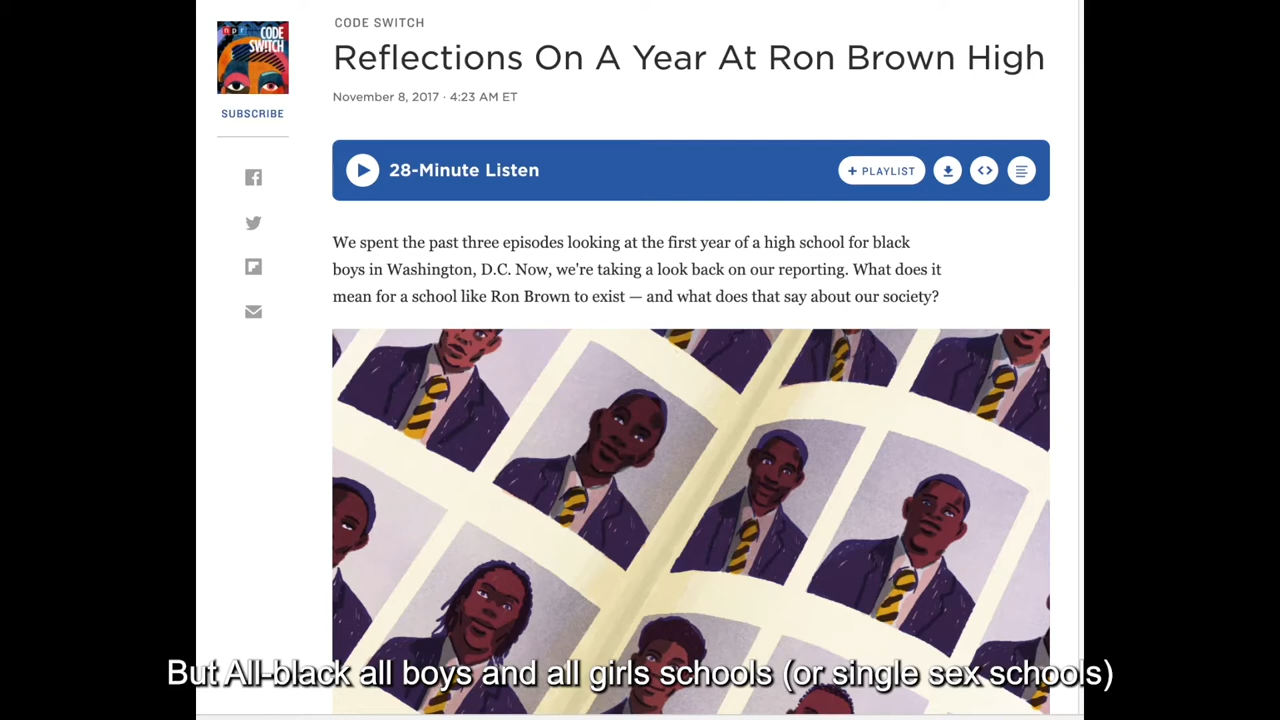 CODE SWITCH
Reflections On A Year At Ron Brown High
November 8, 2017 · 4:23 AM ET
npr CODE SWITCH
SUBSCRIBE
28-Minute Listen
+ PLAYLIST
We spent the past three episodes looking at the first year of a high school for black
boys in Washington, D.C. Now, we're taking a look back on our reporting. What does it
mean for a school like Ron Brown to exist — and what does that say about our society?
But All-black all boys and all girls schools (or single sex schools)